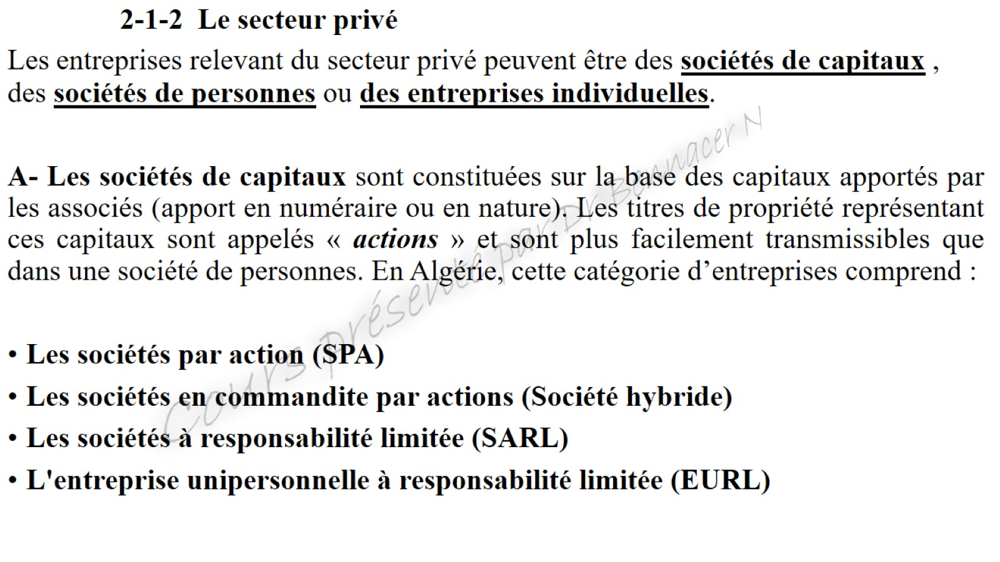 2-1-2 Le secteur privé
Les entreprises relevant du secteur privé peuvent être des sociétés de capitaux ,
des sociétés de personnes ou des entreprises individuelles.
A- Les sociétés de capitaux sont constituées sur la base des capitaux apportés par
les associés (apport en numéraire ou en nature). Les titres de propriété représentant
ces capitaux sont appelés « actions » et sont plus facilement transmissibles que
dans une société de personnes. En Algérie, cette catégorie d’entreprises comprend :
• Les sociétés par action (SPA)
• Les sociétés en commandite par actions (Société hybride)
• Les sociétés à responsabilité limitée (SARL)
• L'entreprise unipersonnelle à responsabilité limitée (EURL)
Cours présenté par Dr Bennacer N